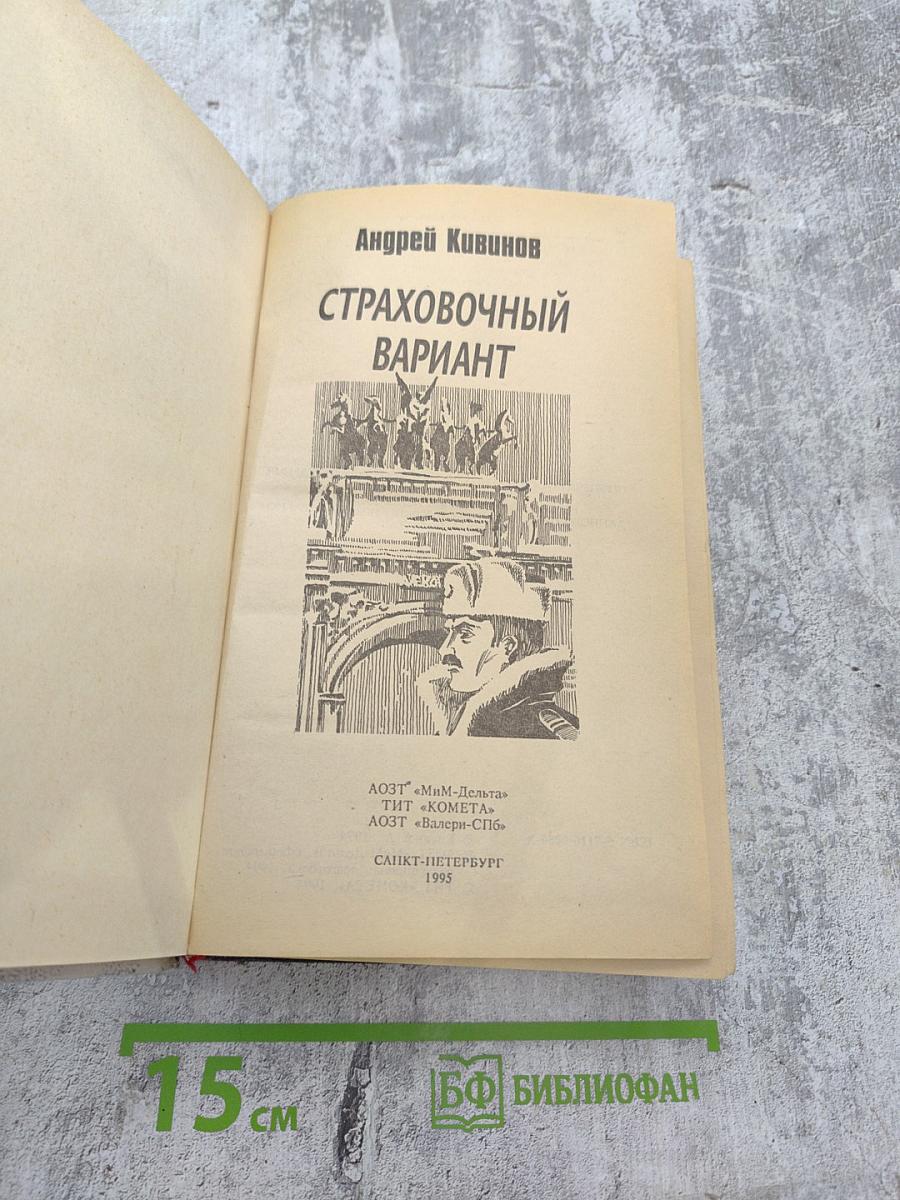 Андрей Кивинов
СТРАХОВОЧНЫЙ
ВАРИАНТ
АОЗТ «МиМ-Дельта»
ТИТ «КОМЕТА»
АОЗТ «Валери-СПб»
САНКТ-ПЕТЕРБУРГ
1995
15 см
БФ БИБЛИОФАН